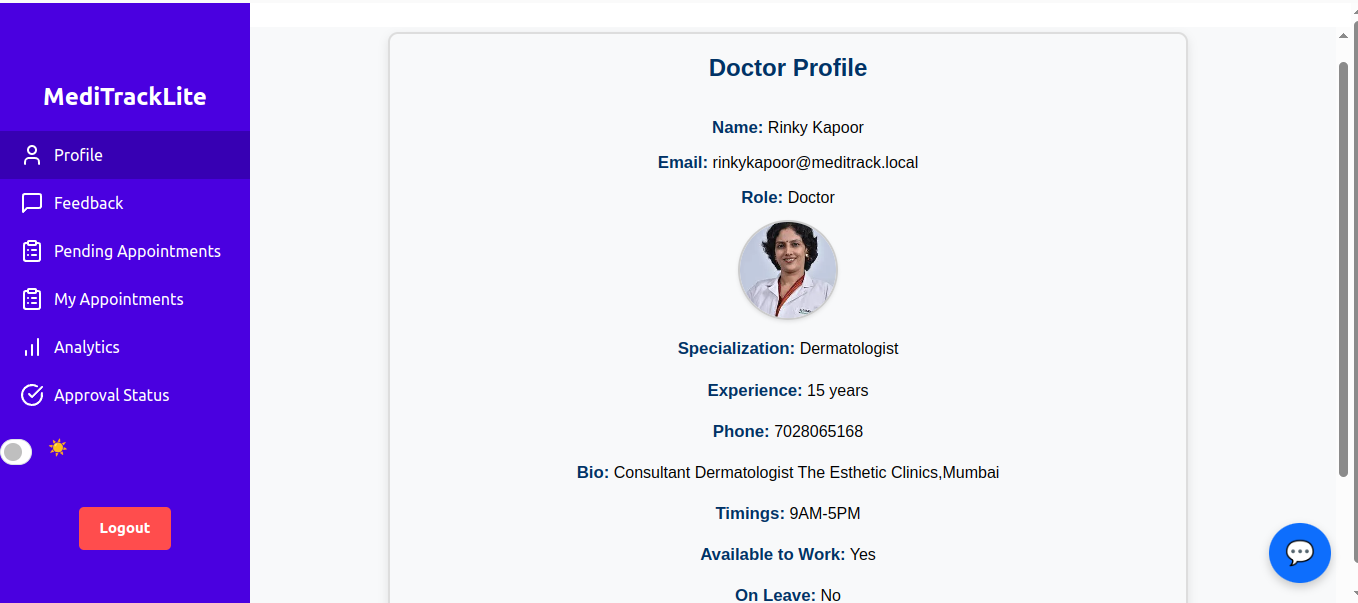 MediTrackLite
Profile
Feedback
Pending Appointments
My Appointments
Analytics
Approval Status
Logout
Doctor Profile
Name: Rinky Kapoor
Email: rinkykapoor@meditrack.local
Role: Doctor
Specialization: Dermatologist
Experience: 15 years
Phone: 7028065168
Bio: Consultant Dermatologist The Esthetic Clinics,Mumbai
Timings: 9AM-5PM
Available to Work: Yes
On Leave: No